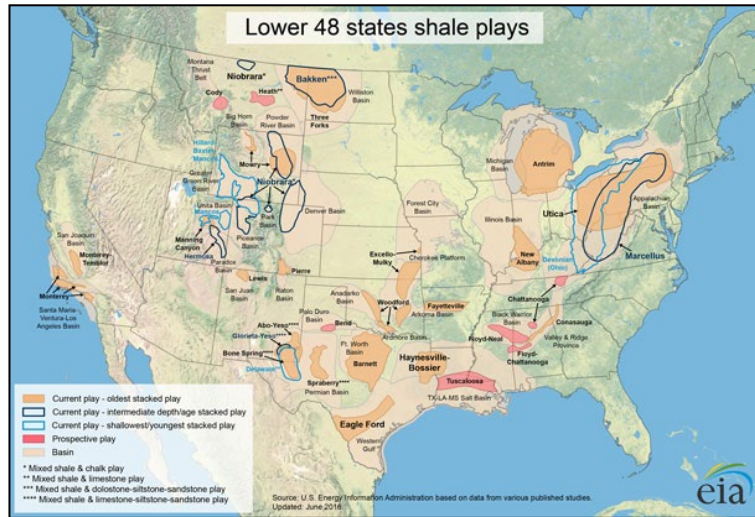 Lower 48 states shale plays
Montana
Thrust
Belt
Niobrara*
Bakken***
Cody
Heath**
Williston
Basin
Big Horn
Basin
Powder
River Basin
Three
Forks
Hilliard-
Baxter-
Mancos
Mowry
Greater
Green River
Basin
Niobrara*
Michigan
Basin
Antrim
Uinta Basin
Mancos
Park
Basin
Denver Basin
Forest City
Basin
Illinois Basin
Utica
Appalachian
Basin
San Joaquin
Basin
Monterey-
Temblor
Manning
Canyon
Piceance
Basin
Hermosa
Paradox
Basin
Excello-
Mulky
Cherokee Platform
New
Albany
Devonian
(Ohio)
Marcellus
Monterey
Lewis
Pierre
San Juan
Basin
Raton
Basin
Anadarko
Basin
Woodford
Fayetteville
Arkoma Basin
Chattanooga
Santa Maria-
Ventura-Los
Angeles Basin
Palo Duro
Basin
Bend
Ardmore Basin
Black Warrior
Basin
Conasauga
Valley & Ridge
Province
Abo-Yeso****
Glorieta-Yeso****
Bone Spring****
Delaware**
Ft. Worth
Basin
Barnett
Haynesville-
Bossier
Floyd-Neal
Floyd-
Chattanooga
Spraberry****
Permian Basin
Tuscaloosa
TX-LA-MS Salt Basin
Eagle Ford
Western
Gulf
Current play - oldest stacked play
Current play - intermediate depth/age stacked play
Current play - shallowest/youngest stacked play
Prospective play
Basin
* Mixed shale & chalk play
** Mixed shale & limestone play
*** Mixed shale & dolostone-siltstone-sandstone play
**** Mixed shale & limestone-siltstone-sandstone play
Source: U.S. Energy Information Administration based on data from various published studies.
Updated: June 2016
eia